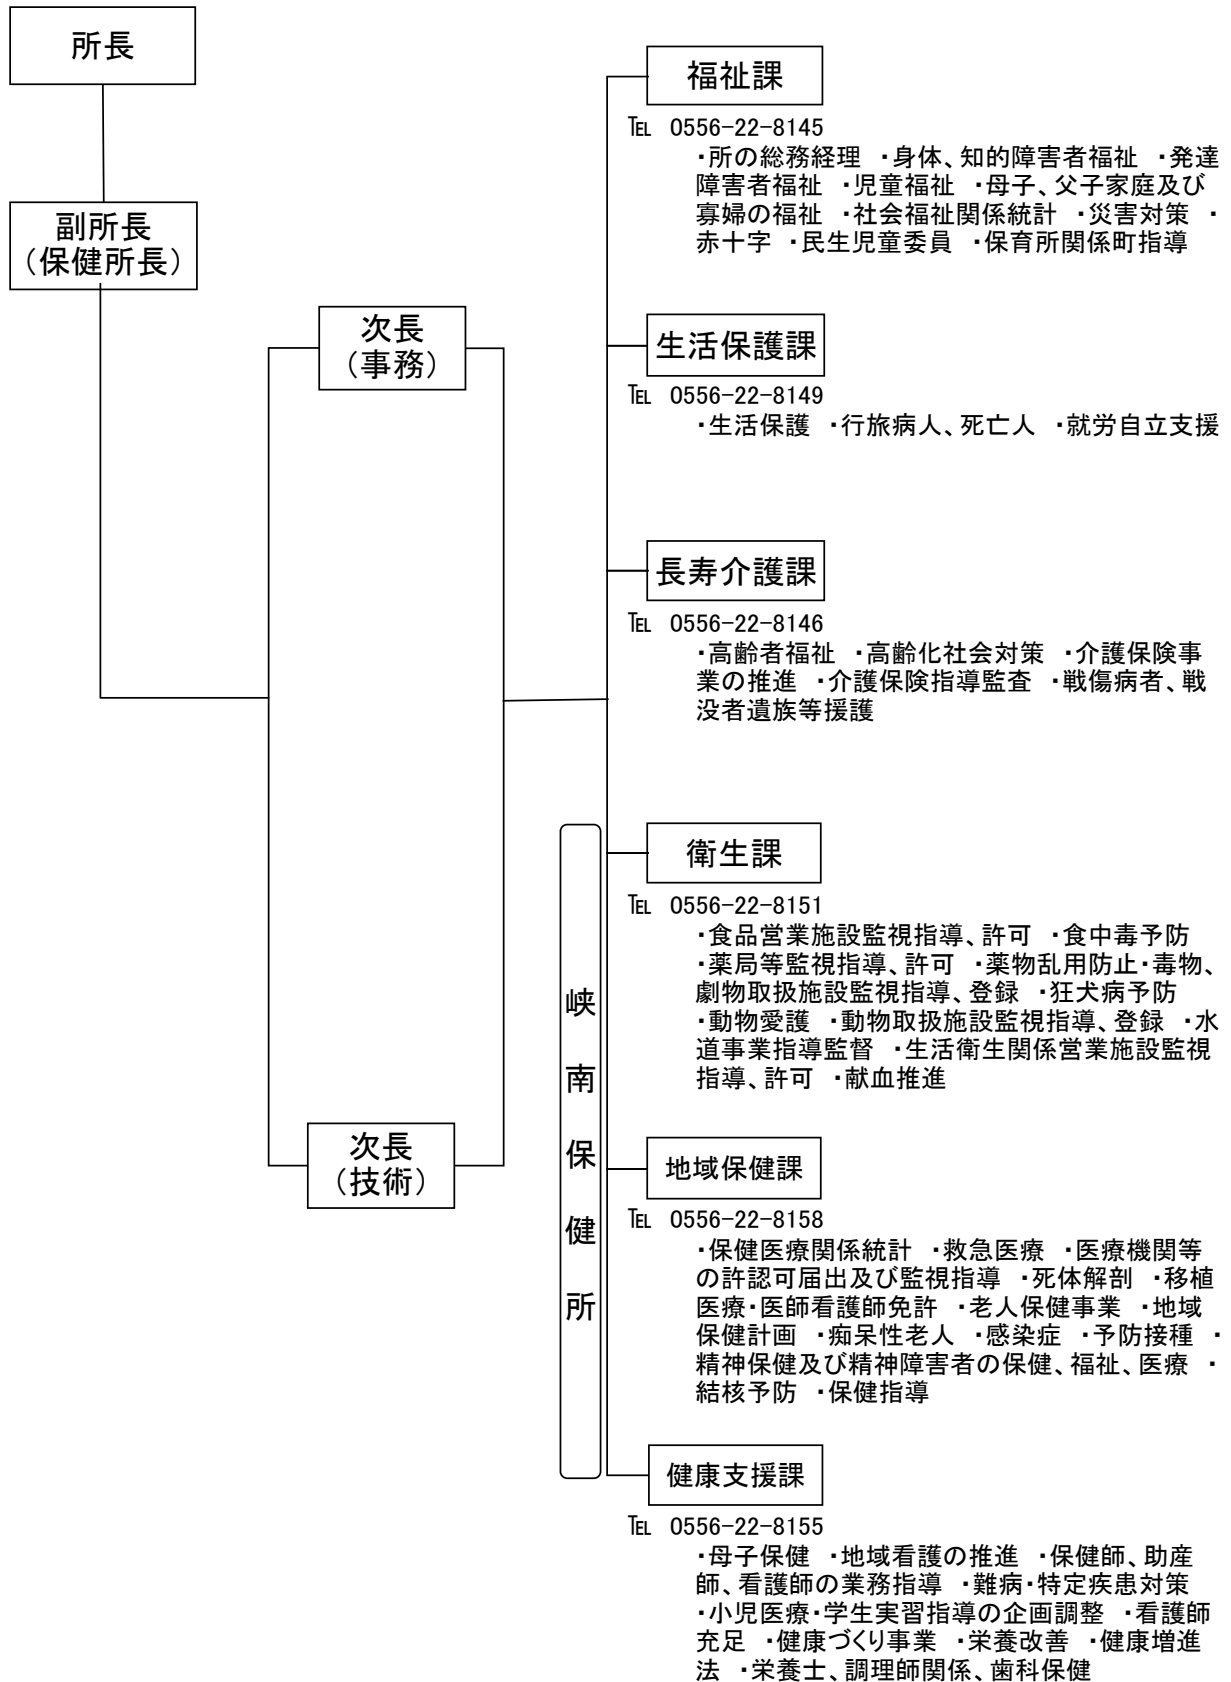 所長
副所長
（保健所長）
次長
（事務）
次長
（技術）
福祉課
℡ 0556-22-8145
・所の総務経理 ・身体、知的障害者福祉 ・発達
障害者福祉 ・児童福祉 ・母子、父子家庭及び
寡婦の福祉 ・社会福祉関係統計 ・災害対策 ・
赤十字 ・民生児童委員 ・保育所関係町指導
生活保護課
℡ 0556-22-8149
・生活保護 ・行旅病人、死亡人 ・就労自立支援
長寿介護課
℡ 0556-22-8146
・高齢者福祉 ・高齢化社会対策 ・介護保険事
業の推進 ・介護保険指導監査 ・戦傷病者、戦
没者遺族等援護
峡南保健所
衛生課
℡ 0556-22-8151
・食品営業施設監視指導、許可 ・食中毒予防
・薬局等監視指導、許可 ・薬物乱用防止・毒物、
劇物取扱施設監視指導、登録 ・狂犬病予防
・動物愛護 ・動物取扱施設監視指導、登録 ・水
道事業指導監督 ・生活衛生関係営業施設監視
指導、許可 ・献血推進
地域保健課
℡ 0556-22-8158
・保健医療関係統計 ・救急医療 ・医療機関等
の許認可届出及び監視指導 ・死体解剖 ・移植
医療・医師看護師免許 ・老人保健事業 ・地域
保健計画 ・痴呆性老人 ・感染症 ・予防接種 ・
精神保健及び精神障害者の保健、福祉、医療 ・
結核予防 ・保健指導
健康支援課
℡ 0556-22-8155
・母子保健 ・地域看護の推進 ・保健師、助産
師、看護師の業務指導 ・難病・特定疾患対策
・小児医療・学生実習指導の企画調整 ・看護師
充足 ・健康づくり事業 ・栄養改善 ・健康増進
法 ・栄養士、調理師関係、歯科保健